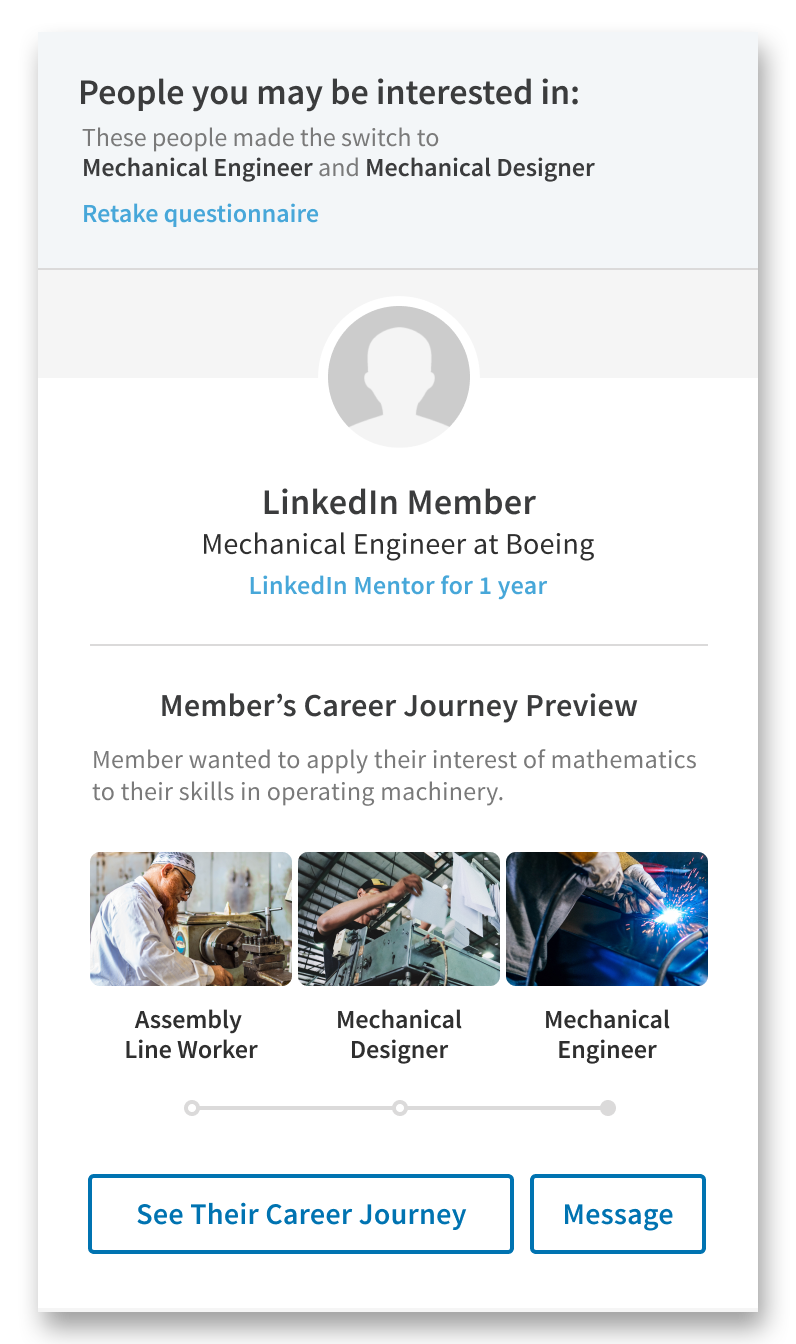 People you may be interested in:
These people made the switch to
Mechanical Engineer and Mechanical Designer
Retake questionnaire
LinkedIn Member
Mechanical Engineer at Boeing
LinkedIn Mentor for 1 year
Member’s Career Journey Preview
Member wanted to apply their interest of mathematics
to their skills in operating machinery.
Assembly
Line Worker
Mechanical
Designer
Mechanical
Engineer
See Their Career Journey
Message